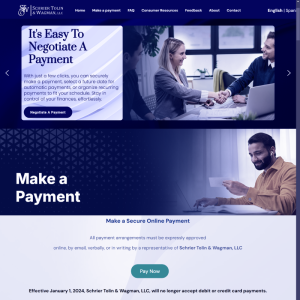 Schrier Tolin
& Wagman, LLC
Home
Make a payment
FAQ
Consumer Resources
Feedback
About
Contact
English | Span
It's Easy To
Negotiate A
Payment
With just a few clicks, you can securely
make a payment, select a future date for
automatic payments, or organize recurring
payments to fit your schedule. Stay in
control of your finances, effortlessly.
Negotiate A Payment
Make a
Payment
Make a Secure Online Payment
All payment arrangements must be expressly approved
online, by email, website, or in writing by a representative of Schrier Tolin & Wagman, LLC
Pay Now
Effective January 1, 2024, Schrier Tolin & Wagman, LLC, will no longer accept debit or credit card payments.